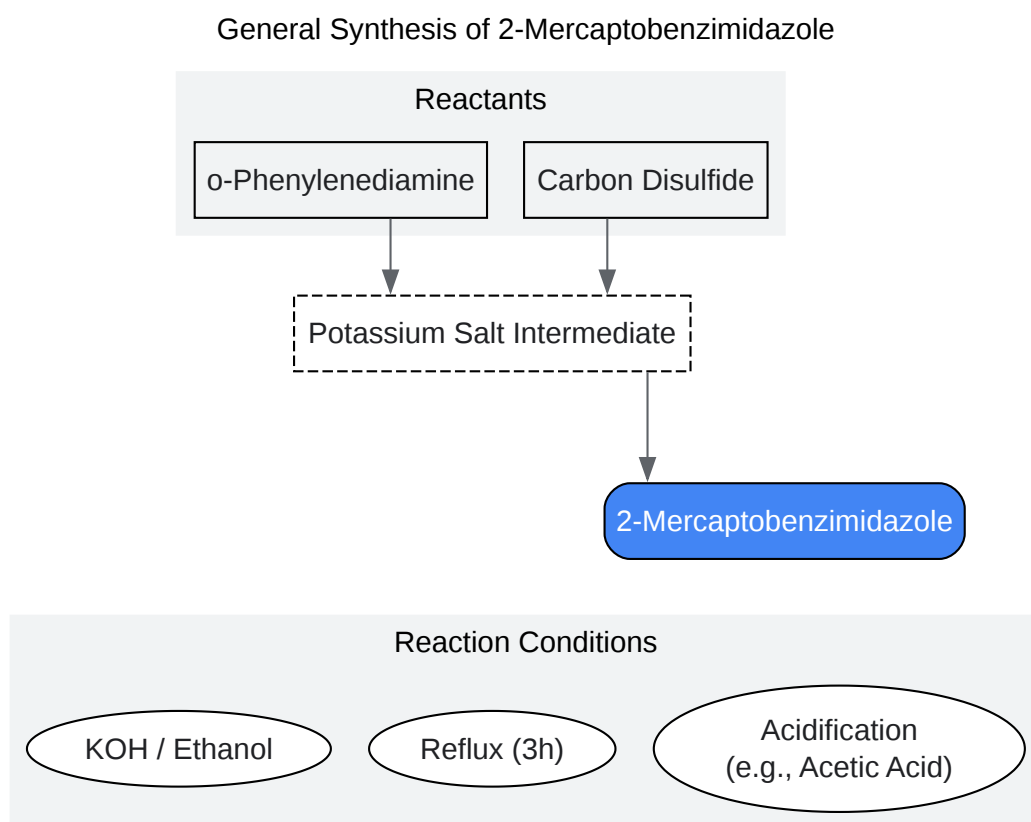 General Synthesis of 2-Mercaptobenzimidazole
Reactants
o-Phenylenediamine
Carbon Disulfide
Potassium Salt Intermediate
2-Mercaptobenzimidazole
Reaction Conditions
KOH / Ethanol
Reflux (3h)
Acidification
(e.g., Acetic Acid)